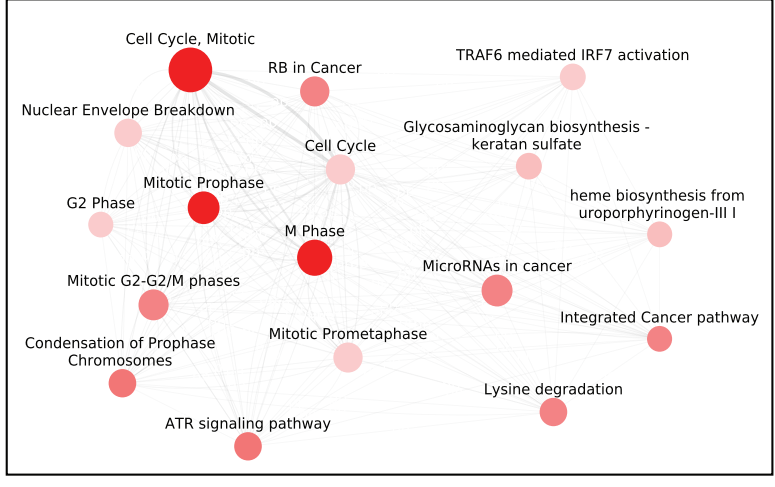 Cell Cycle, Mitotic
RB in Cancer
TRAF6 mediated IRF7 activation
Nuclear Envelope Breakdown
Glycosaminoglycan biosynthesis -
keratan sulfate
Cell Cycle
Mitotic Prophase
G2 Phase
heme biosynthesis from
uroporphyrinogen-III I
M Phase
MicroRNAs in cancer
Mitotic G2-G2/M phases
Integrated Cancer pathway
Mitotic Prometaphase
Condensation of Prophase
Chromosomes
Lysine degradation
ATR signaling pathway